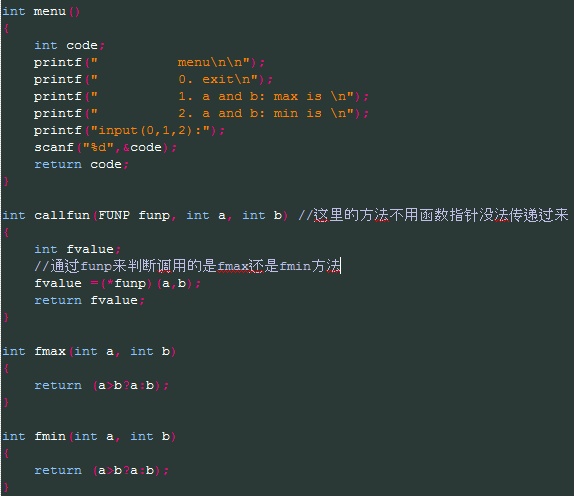 int menu()
{
    int code;
    printf("          menu\n\n");
    printf("          0. exit\n");
    printf("          1. a and b: max is \n");
    printf("          2. a and b: min is \n");
    printf("input(0,1,2):");
    scanf("%d",&code);
    return code;
}
int callfun(FUNP funp, int a, int b) //这里的方法不用函数指针没法传递过来
{
    int fvalue;
    //通过funp来判断调用的是fmax还是fmin方法
    fvalue =(*funp)(a,b);
    return fvalue;
}
int fmax(int a, int b)
{
    return (a>b?a:b);
}
int fmin(int a, int b)
{
    return (a>b?a:b);
}